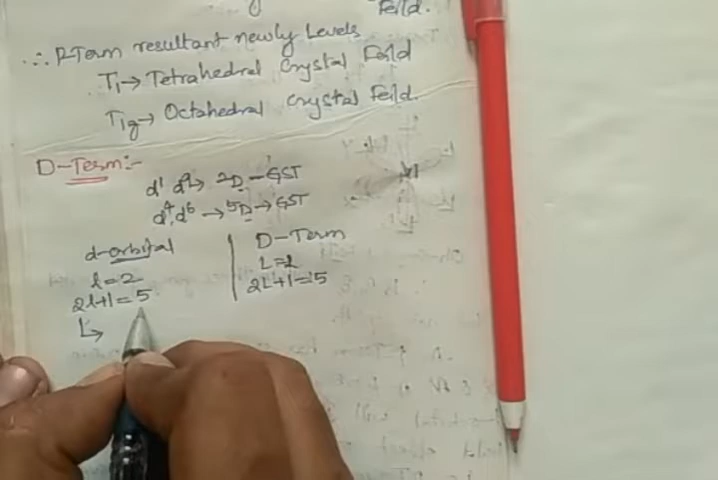 Feild.
∴ P-Term resultant newly Levels
T₁→ Tetrahedral Crystal Feild
T₁g→ Octahedral Crystal Feild.
D-Term:-
d¹ d⁹→ ²D → GST
d⁴, d⁶ → ⁵D → GST
d-orbital
l=2
2l+1=5
↳
D-Term
L=2
2L+1=5